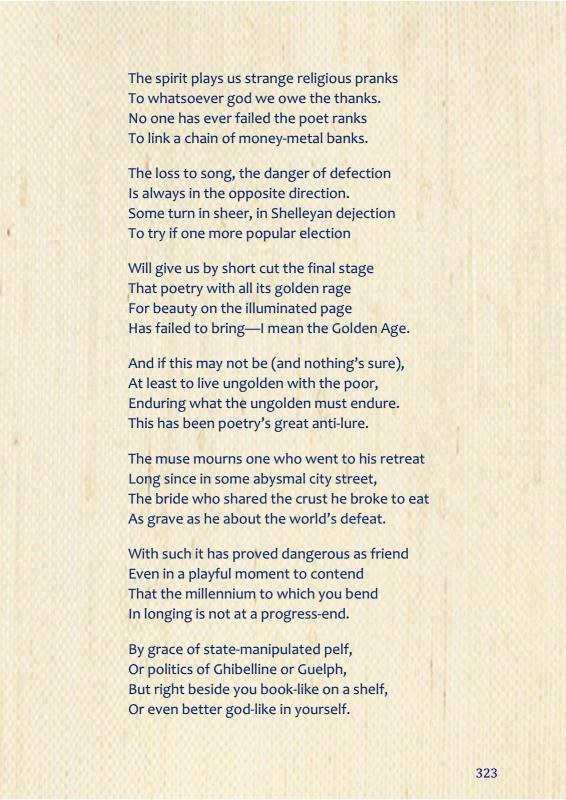 The spirit plays us strange religious pranks
To whatsoever god we owe the thanks.
No one has ever failed the poet ranks
To link a chain of money-metal banks.

The loss to song, the danger of defection
Is always in the opposite direction.
Some turn in sheer, in Shelleyan dejection
To try if one more popular election

Will give us by short cut the final stage
That poetry with all its golden rage
For beauty on the illuminated page
Has failed to bring—I mean the Golden Age.

And if this may not be (and nothing’s sure),
At least to live ungolden with the poor,
Enduring what the ungolden must endure.
This has been poetry’s great anti-lure.

The muse mourns one who went to his retreat
Long since in some abysmal city street,
The bride who shared the crust he broke to eat
As grave as he about the world’s defeat.

With such it has proved dangerous as friend
Even in a playful moment to contend
That the millennium to which you bend
In longing is not at a progress-end.

By grace of state-manipulated pelf,
Or politics of Ghibelline or Guelph,
But right beside you book-like on a shelf,
Or even better god-like in yourself.

323